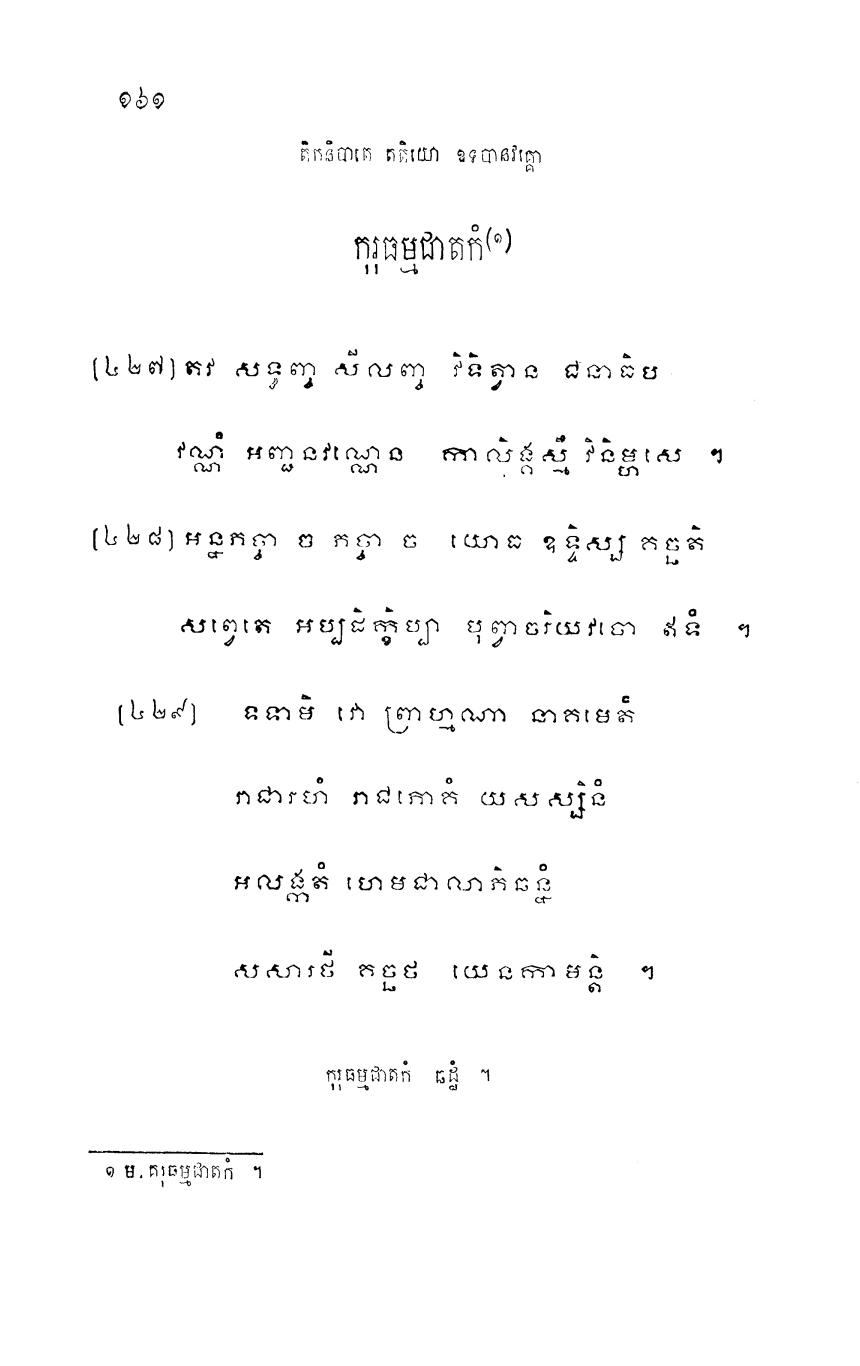 ១៦១
តិកនិបាតេ តតិយោ ឧទបានវគ្គោ
កុរុធម្មជាតកំ(១)
[៤២៧] តវ សទ្ធញ្ច សីលញ្ច វិទិត្វាន ជនាធិប
វណ្ណំ អញ្ជនវណ្ណេន កាលិង្គស្មឹ វិនិម្ហសេ ។
[៤២៨] អន្នភច្ចា ច ភច្ចា ច យោធ ឧទ្ទិស្ស គច្ឆតិ
សព្វេតេ អប្បដិក្ខិប្បា បុព្វាចរិយវចោ ឥទំ ។
[៤២៩] ទទាមិ វោ ព្រាហ្មណា នាគមេតំ
រាជារហំ រាជភោគំ យសស្សិនំ
អលង្កតំ ហេមជាលាភិឆន្នំ
សសារថឹ គច្ឆថ យេនកាមន្តិ ។
កុរុធម្មជាតកំ ឆដ្ឋំ ។
១ ម. គរុធម្មជាតកំ ។